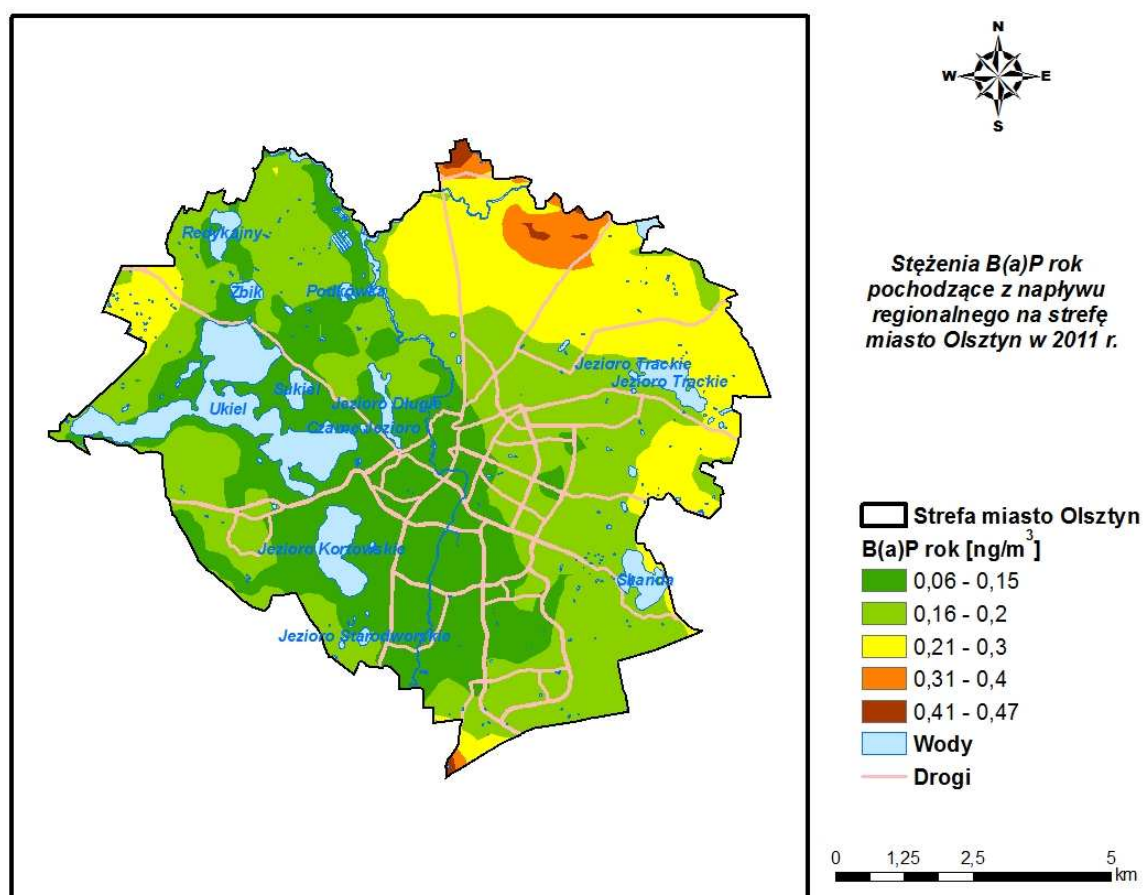 N
W E
S
Stężenia B(a)P rok
pochodzące z napływu
regionalnego na strefę
miasto Olsztyn w 2011 r.
Redykajny
Żbik
Podkówka
Jezioro Trackie
Jezioro Trackie
Sukiel
Ukiel
Jezioro Długie
Czarne Jezioro
Jezioro Kortowskie
Skanda
Jezioro Starodworskie
Strefa miasto Olsztyn
B(a)P rok [ng/m³]
0,06 - 0,15
0,16 - 0,2
0,21 - 0,3
0,31 - 0,4
0,41 - 0,47
Wody
Drogi
0 1,25 2,5 5
km